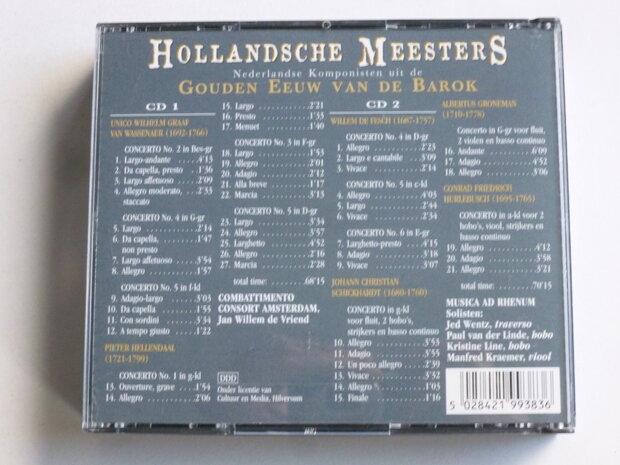 HOLLANDSCHE MEESTERS
Nederlandse Komponisten uit de
GOUDEN EEUW VAN DE BAROK
CD 1
UNICO WILHELM GRAAF
VAN WASSENAER (1692-1766)
CONCERTO No. 2 in Bes-gr
1. Largo-andante ....4'13
2. Da capella, presto .1'36
3. Largo affetuoso ....2'09
4. Allegro moderato, ..2'33
staccato
CONCERTO No. 4 in G-gr
5. Largo ............2'14
6. Da capella, .......1'47
non presto
7. Largo affetuoso ....3'54
8. Allegro ...........1'57
CONCERTO No. 5 in f-kl
9. Adagio-largo .......3'03
10. Da capella ........1'55
11. Con sordini .......3'34
12. A tempo giusto ....1'22
PIETER HELLENDAAL
(1721-1799)
CONCERTO No. 1 in g-kl
13. Ouverture, grave ...1'54
14. Allegro ...........2'06
15. Largo ............2'21
16. Presto ............1'35
17. Menuet ...........1'40
CONCERTO No. 3 in F-gr
18. Largo ............1'53
19. Allegro ...........2'01
20. Adagio ...........2'12
21. Alla breve .........1'17
22. Marcia ...........3'13
CONCERTO No. 5 in D-gr
23. Largo ............3'34
24. Allegro ...........3'57
25. Larghetto .........4'52
26. Allegro ...........2'16
27. Marcia ...........2'28
total time: ......68'15
COMBATTIMENTO
CONSORT AMSTERDAM,
Jan Willem de Vriend
DDD
Onder licentie van
Cultuur en Media, Hilversum
CD 2
WILLEM DE FESCH (1687-1757)
CONCERTO No. 4 in D-gr
1. Allegro ...........2'23
2. Largo e cantabile ..3'09
3. Vivace ............2'14
CONCERTO No. 5 in c-kl
4. Allegro ...........4'03
5. Largo ............2'44
6. Vivace ............2'34
CONCERTO No. 6 in E-gr
7. Larghetto-presto ...4'15
8. Adagio ...........3'18
9. Vivace ............3'07
JOHANN CHRISTIAN
SCHICKHARDT (1680-1760)
CONCERTO in g-kl
voor fluit, 2 hobo's,
strijkers en basso continuo
10. Allegro ...........3'53
11. Adagio ...........3'55
12. Un poco allegro ....2'39
13. Vivace ............3'32
14. Allegro ...........1'03
15. Finale ............1'16
ALBERTUS GRONEMAN
(1710-1778)
Concerto in G-gr voor fluit,
2 violen en basso continuo
16. Andante ..........6'09
17. Adagio ...........4'52
18. Allegro ...........3'06
CONRAD FRIEDRICH
HURLEBUSCH (1695-1765)
CONCERTO in a-kl voor 2
hobo's, viool, strijkers en
basso continuo
19. Allegro ...........4'12
20. Adagio ...........3'58
21. Allegro ...........3'21
total time: ......70'15
MUSICA AD RHENUM
Solisten:
Jed Wentz, traverso
Paul van der Linde, hobo
Kristine Line, hobo
Manfred Kraemer, viool
5 028421 993836